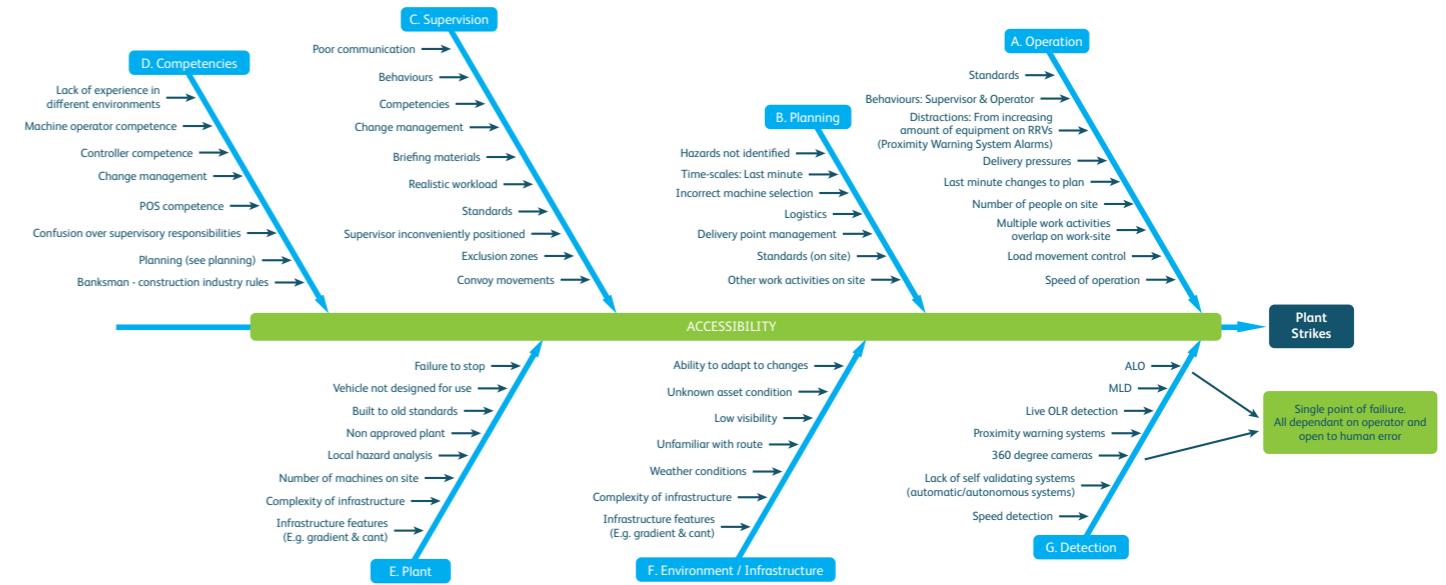 C. Supervision
Poor communication
Behaviours
Competencies
Change management
Briefing materials
Realistic workload
Standards
Supervisor inconveniently positioned
Exclusion zones
Convoy movements
D. Competencies
Lack of experience in
different environments
Machine operator competence
Controller competence
Change management
POS competence
Confusion over supervisory responsibilities
Planning (see planning)
Banksman - construction industry rules
A. Operation
Standards
Behaviours: Supervisor & Operator
Distractions: From increasing
amount of equipment on RRVs
(Proximity Warning System Alarms)
Delivery pressures
Last minute changes to plan
Number of people on site
Multiple work activities
overlap on work-site
Load movement control
Speed of operation
B. Planning
Hazards not identified
Time-scales: Last minute
Incorrect machine selection
Logistics
Delivery point management
Standards (on site)
Other work activities on site
ACCESSIBILITY
Plant
Strikes
Failure to stop
Vehicle not designed for use
Built to old standards
Non approved plant
Local hazard analysis
Number of machines on site
Complexity of infrastructure
Infrastructure features
(E.g. gradient & cant)
E. Plant
Ability to adapt to changes
Unknown asset condition
Low visibility
Unfamiliar with route
Weather conditions
Complexity of infrastructure
Infrastructure features
(E.g. gradient & cant)
F. Environment / Infrastructure
ALO
MLD
Live OLR detection
Proximity warning systems
360 degree cameras
Lack of self validating systems
(automatic/autonomous systems)
Speed detection
G. Detection
Single point of failure.
All dependant on operator and
open to human error